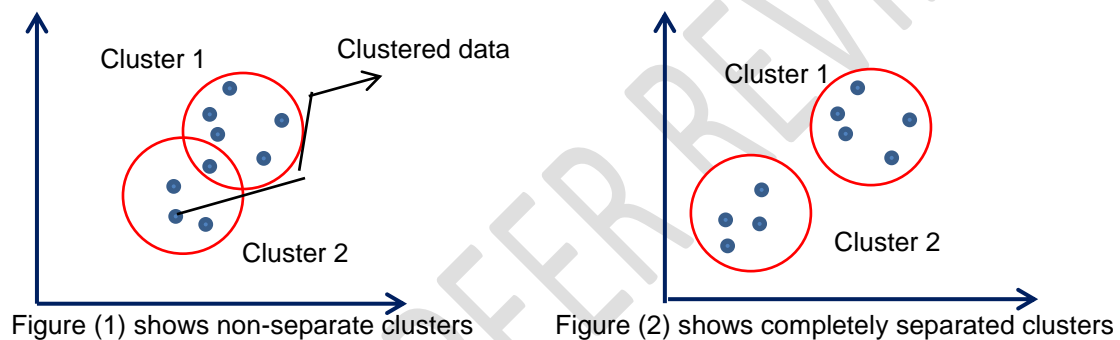 Cluster 1
Clustered data
Cluster 2
Figure (1) shows non-separate clusters
Cluster 1
Cluster 2
Figure (2) shows completely separated clusters